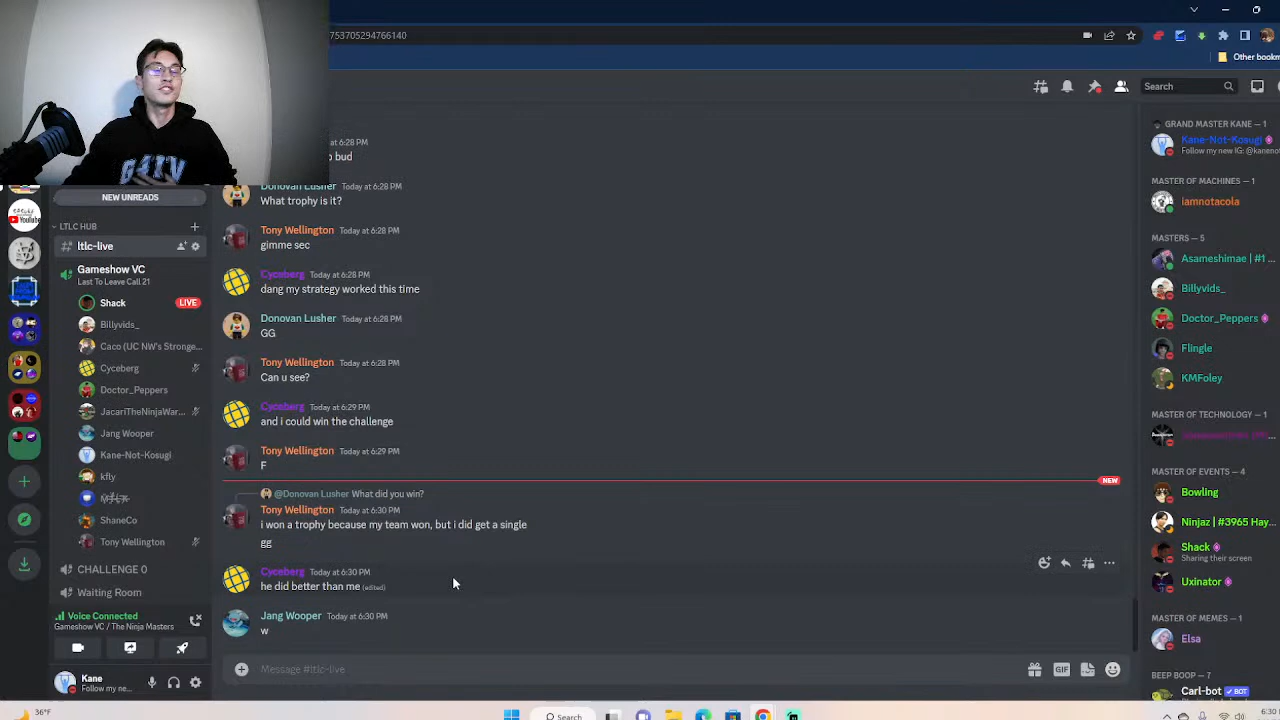 753705294766140
Other bookm
Search
6:28 PM
bud
Donovan Lusher Today at 6:28 PM
What trophy is it?
Tony Wellington Today at 6:28 PM
gimme sec
Cyceberg Today at 6:28 PM
dang my strategy worked this time
Donovan Lusher Today at 6:28 PM
GG
Tony Wellington Today at 6:28 PM
Can u see?
Cyceberg Today at 6:29 PM
and i could win the challenge
Tony Wellington Today at 6:29 PM
F
NEW
@Donovan Lusher What did you win?
Tony Wellington Today at 6:30 PM
i won a trophy because my team won, but i did get a single
gg
Cyceberg Today at 6:30 PM
he did better than me (edited)
Jang Wooper Today at 6:30 PM
w
Message #ltlc-live
GIF
NEW UNREADS
LTLC HUB
ltlc-live
Gameshow VC
Last To Leave Call 21
Shack LIVE
Billyvids_
Caco (UC NW's Stronge...
Cyceberg
Doctor_Peppers
JacariTheNinjaWar...
Jang Wooper
Kane-Not-Kosugi
kfly
ShaneCo
Tony Wellington
CHALLENGE 0
Waiting Room
Voice Connected
Gameshow VC / The Ninja Masters
Kane
Follow my ne...
YouTube
GRAND MASTER KANE — 1
Kane-Not-Kosugi
Follow my new IG: @kanenot
MASTER OF MACHINES — 1
iamnotacola
MASTERS — 5
Asameshimae | #1 ...
Billyvids_
Doctor_Peppers
Flingle
KMFoley
MASTER OF TECHNOLOGY — 1
MASTER OF EVENTS — 4
Bowling
Ninjaz | #3965 Hay...
Shack
Sharing their screen
Uxinator
MASTER OF MEMES — 1
Elsa
BEEP BOOP — 7
Carl-bot BOT
36°F
Search
6:30